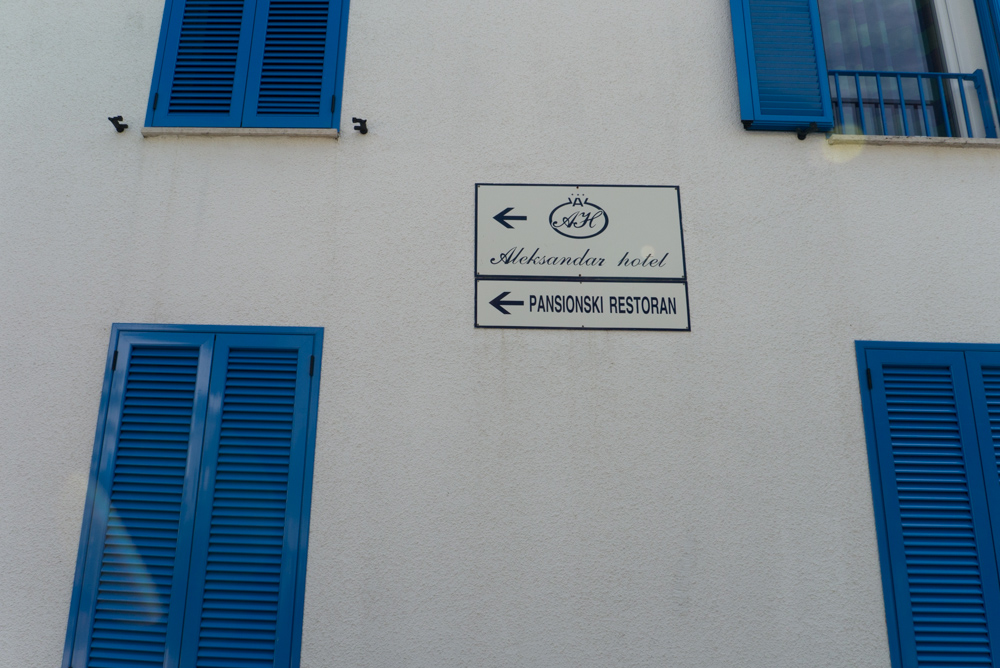 AH
Aleksandar hotel
PANSIONSKI RESTORAN